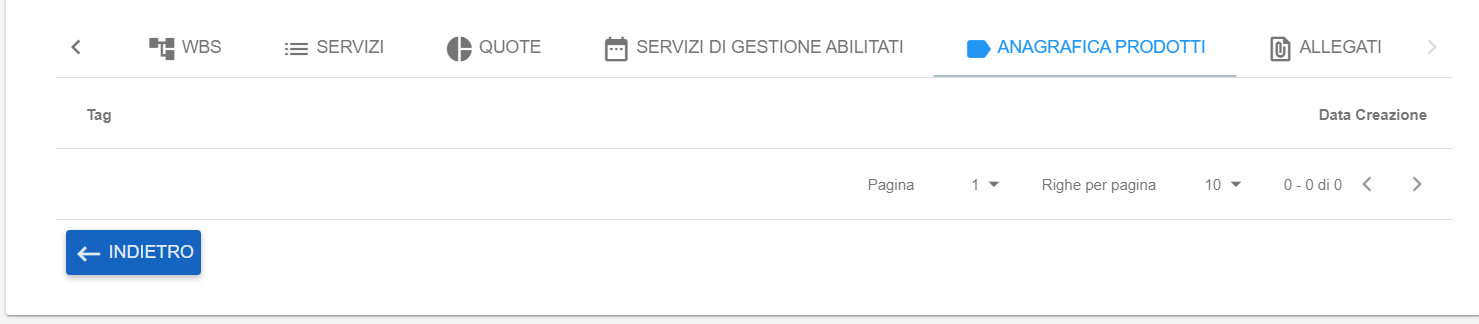 WBS SERVIZI QUOTE SERVIZI DI GESTIONE ABILITATI ANAGRAFICA PRODOTTI ALLEGATI
Tag Data Creazione
Pagina 1 Righe per pagina 10 0 - 0 di 0
INDIETRO